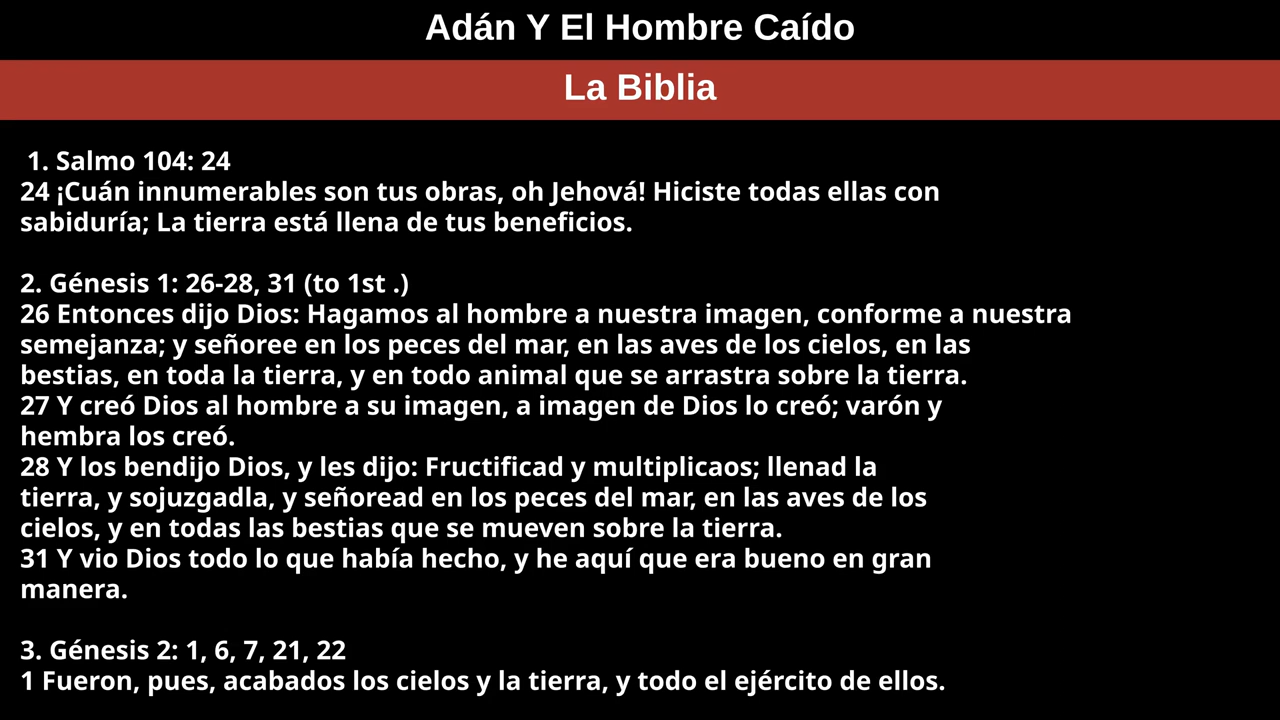 Adán Y El Hombre Caído
La Biblia
1. Salmo 104: 24
24 ¡Cuán innumerables son tus obras, oh Jehová! Hiciste todas ellas con
sabiduría; La tierra está llena de tus beneficios.
2. Génesis 1: 26-28, 31 (to 1st .)
26 Entonces dijo Dios: Hagamos al hombre a nuestra imagen, conforme a nuestra
semejanza; y señoree en los peces del mar, en las aves de los cielos, en las
bestias, en toda la tierra, y en todo animal que se arrastra sobre la tierra.
27 Y creó Dios al hombre a su imagen, a imagen de Dios lo creó; varón y
hembra los creó.
28 Y los bendijo Dios, y les dijo: Fructificad y multiplicaos; llenad la
tierra, y sojuzgadla, y señoread en los peces del mar, en las aves de los
cielos, y en todas las bestias que se mueven sobre la tierra.
31 Y vio Dios todo lo que había hecho, y he aquí que era bueno en gran
manera.
3. Génesis 2: 1, 6, 7, 21, 22
1 Fueron, pues, acabados los cielos y la tierra, y todo el ejército de ellos.